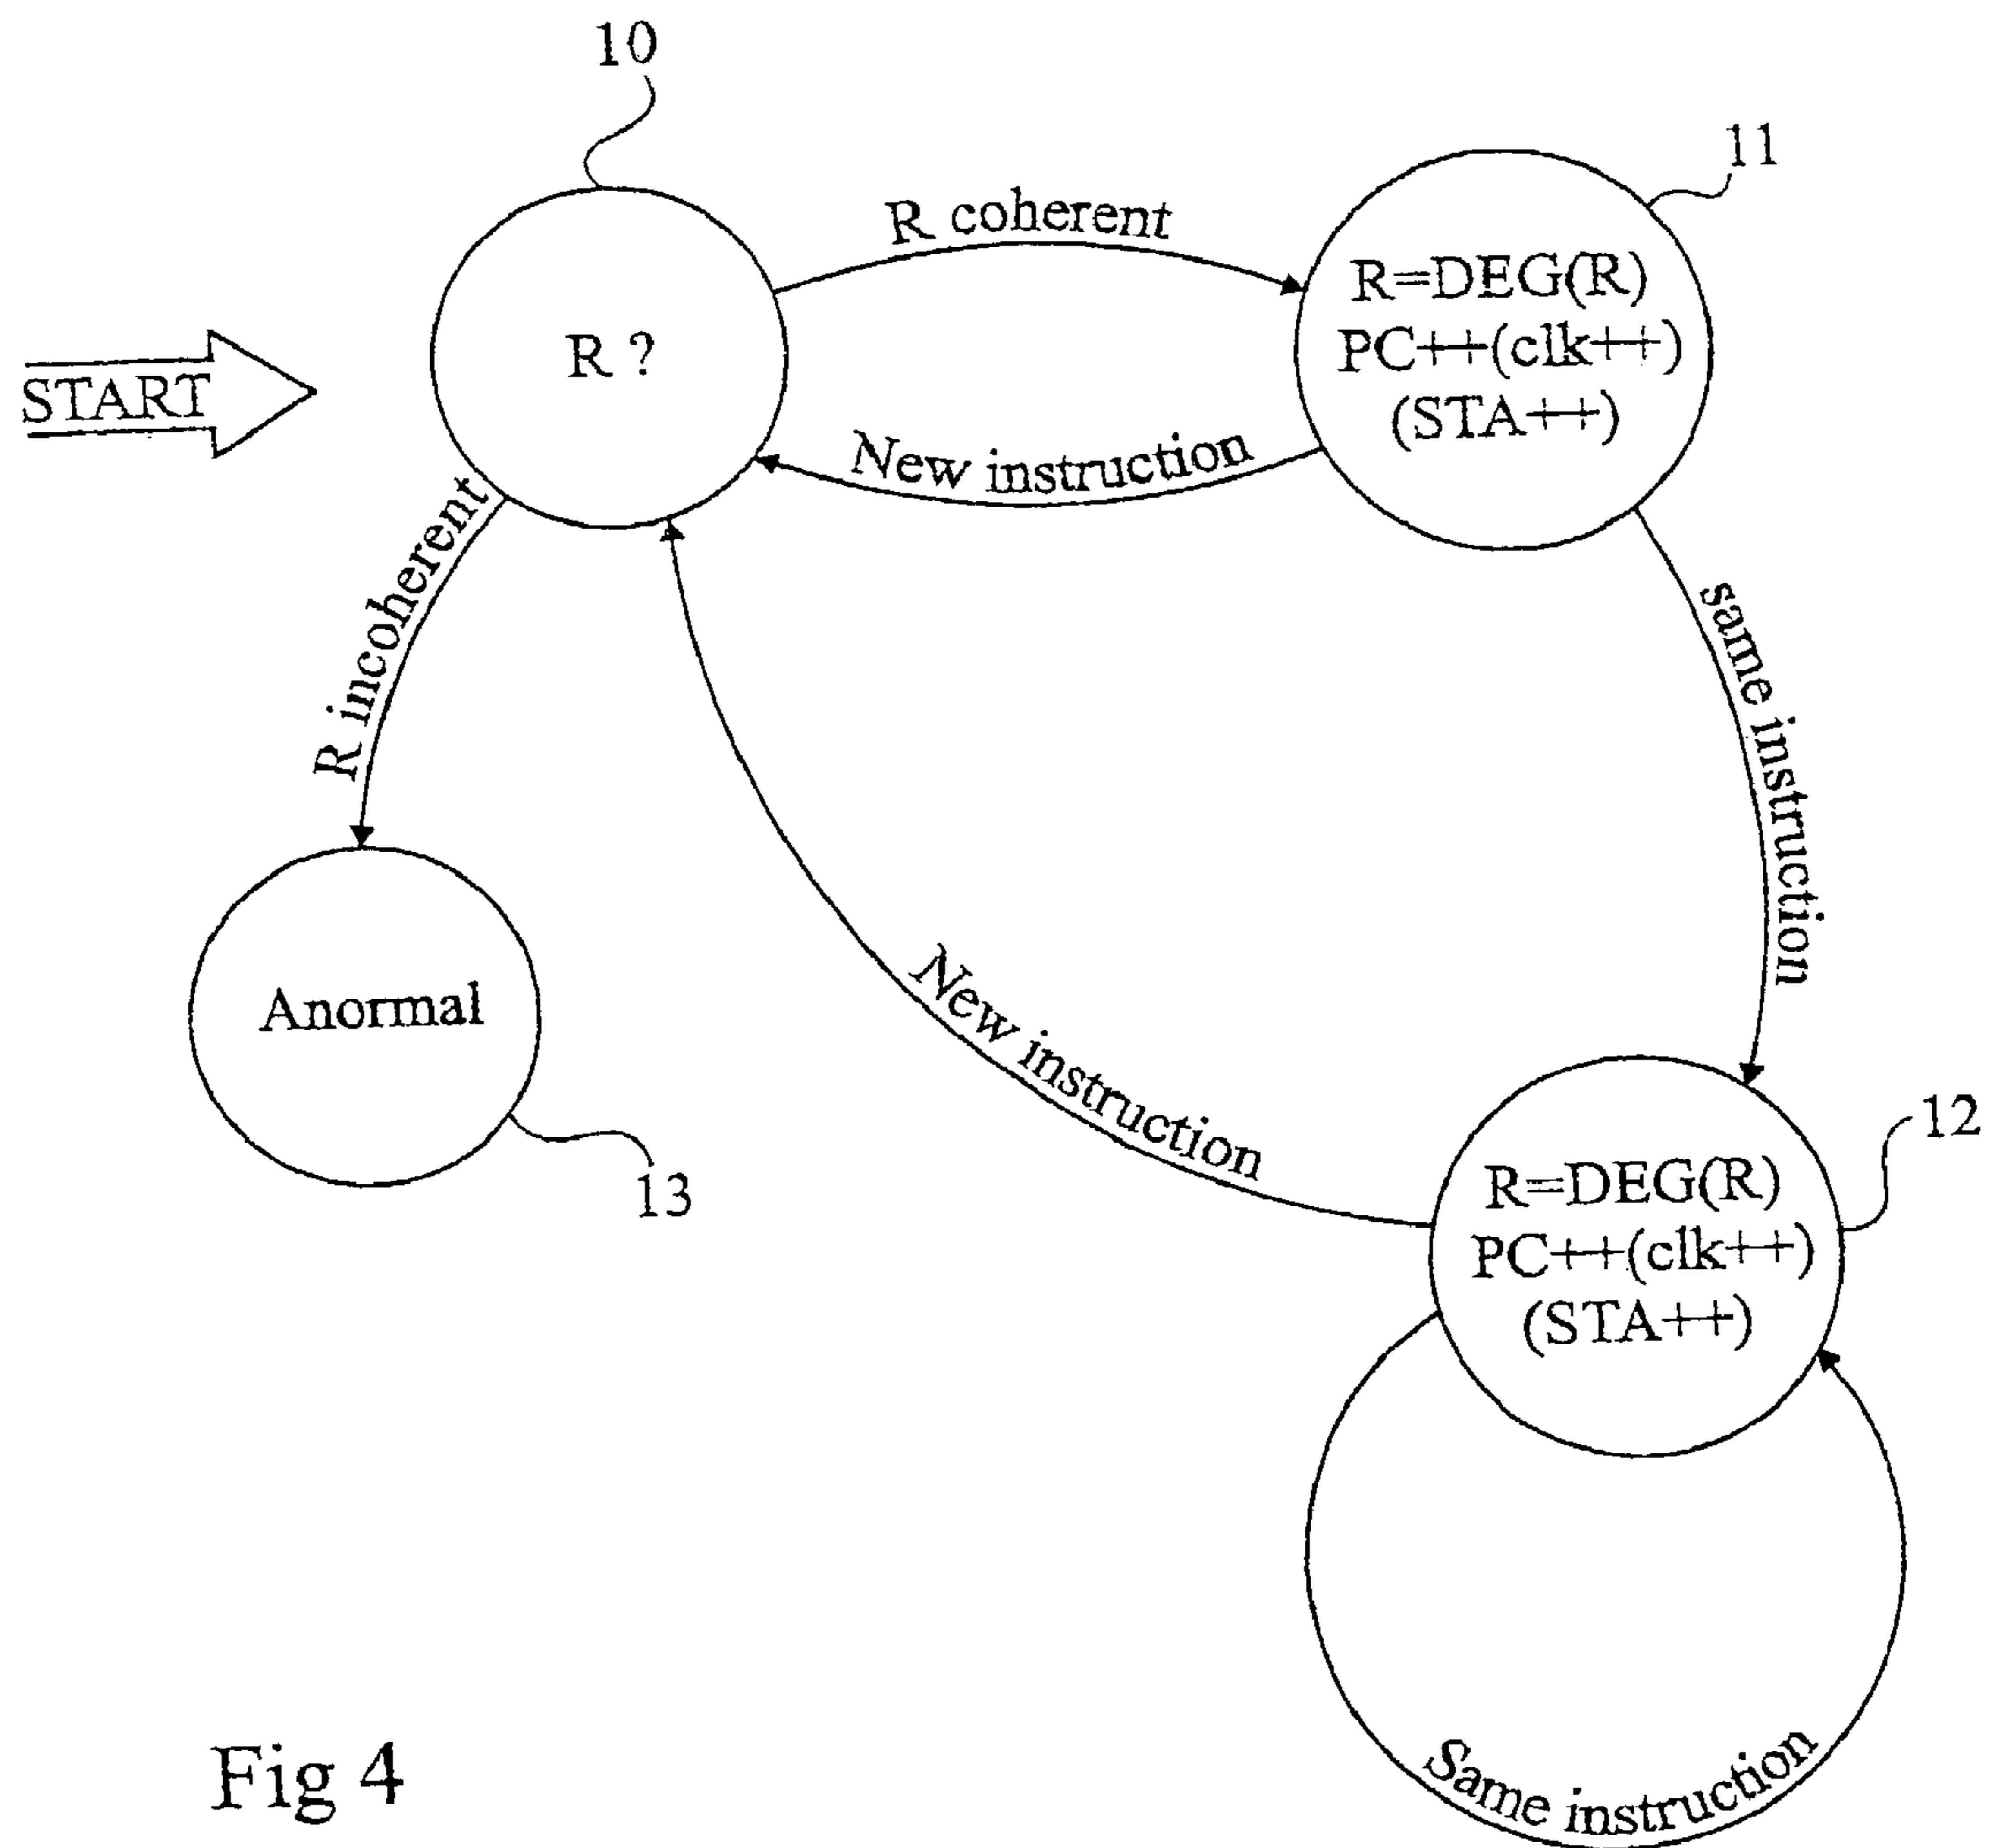 10
11
R coherent
R=DEG(R)
PC++(clk++)
(STA++)
R ?
START
New instruction
R incoherent
same instruction
New instruction
Anormal
13
12
R=DEG(R)
PC++(clk++)
(STA++)
Same instruction
Fig 4